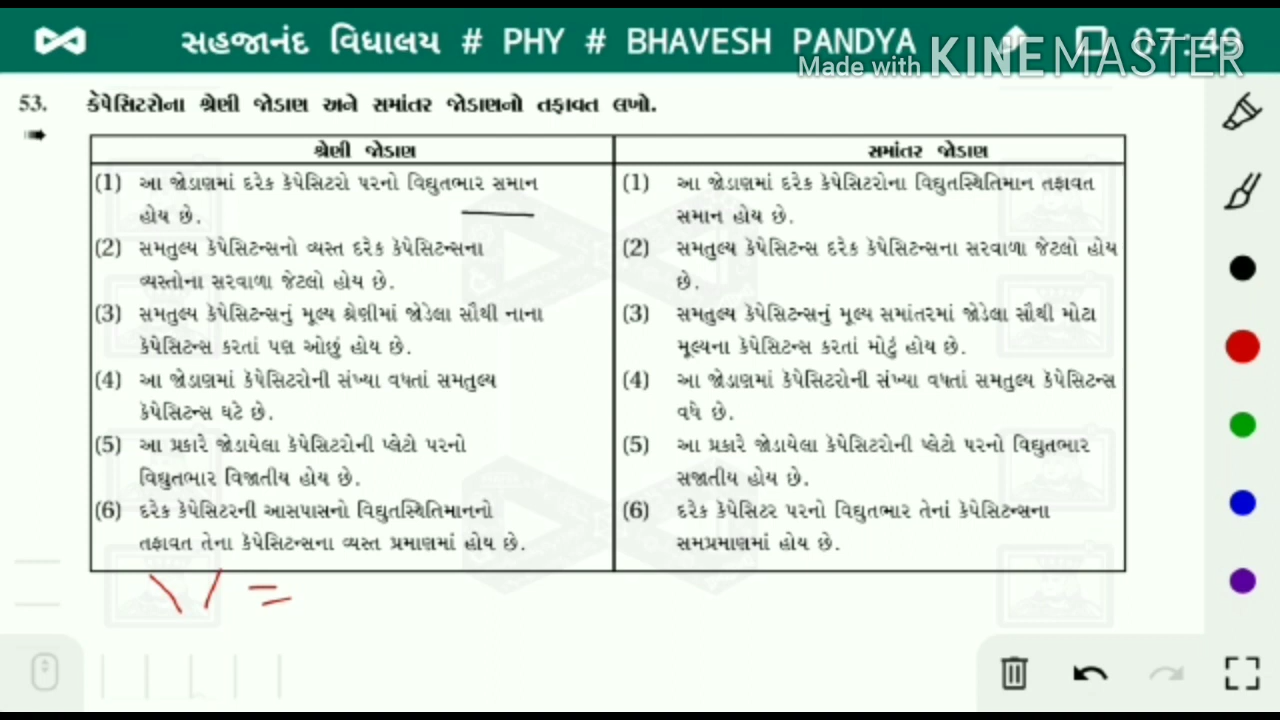 સહજાનંદ વિધાલય # PHY # BHAVESH PANDYA
07:49
Made with KINEMASTER
53. કેપેસિટરોના શ્રેણી જોડાણ અને સમાંતર જોડાણનો તફાવત લખો.
શ્રેણી જોડાણ
(1) આ જોડાણમાં દરેક કેપેસિટરો પરનો વિદ્યુતભાર સમાન
હોય છે.
(2) સમતુલ્ય કેપેસિટન્સનો વ્યસ્ત દરેક કેપેસિટન્સના
વ્યસ્તોના સરવાળા જેટલો હોય છે.
(3) સમતુલ્ય કેપેસિટન્સનું મૂલ્ય શ્રેણીમાં જોડેલા સૌથી નાના
કેપેસિટન્સ કરતાં પણ ઓછું હોય છે.
(4) આ જોડાણમાં કેપેસિટરોની સંખ્યા વધતાં સમતુલ્ય
કેપેસિટન્સ ઘટે છે.
(5) આ પ્રકારે જોડાયેલા કેપેસિટરોની પ્લેટો પરનો
વિદ્યુતભાર વિજાતીય હોય છે.
(6) દરેક કેપેસિટરની આસપાસનો વિદ્યુતસ્થિતિમાનનો
તફાવત તેના કેપેસિટન્સના વ્યસ્ત પ્રમાણમાં હોય છે.
સમાંતર જોડાણ
(1) આ જોડાણમાં દરેક કેપેસિટરોના વિદ્યુતસ્થિતિમાન તફાવત
સમાન હોય છે.
(2) સમતુલ્ય કેપેસિટન્સ દરેક કેપેસિટન્સના સરવાળા જેટલો હોય
છે.
(3) સમતુલ્ય કેપેસિટન્સનું મૂલ્ય સમાંતરમાં જોડેલા સૌથી મોટા
મૂલ્યના કેપેસિટન્સ કરતાં મોટું હોય છે.
(4) આ જોડાણમાં કેપેસિટરોની સંખ્યા વધતાં સમતુલ્ય કેપેસિટન્સ
વધે છે.
(5) આ પ્રકારે જોડાયેલા કેપેસિટરોની પ્લેટો પરનો વિદ્યુતભાર
સજાતીય હોય છે.
(6) દરેક કેપેસિટર પરનો વિદ્યુતભાર તેનાં કેપેસિટન્સના
સમપ્રમાણમાં હોય છે.